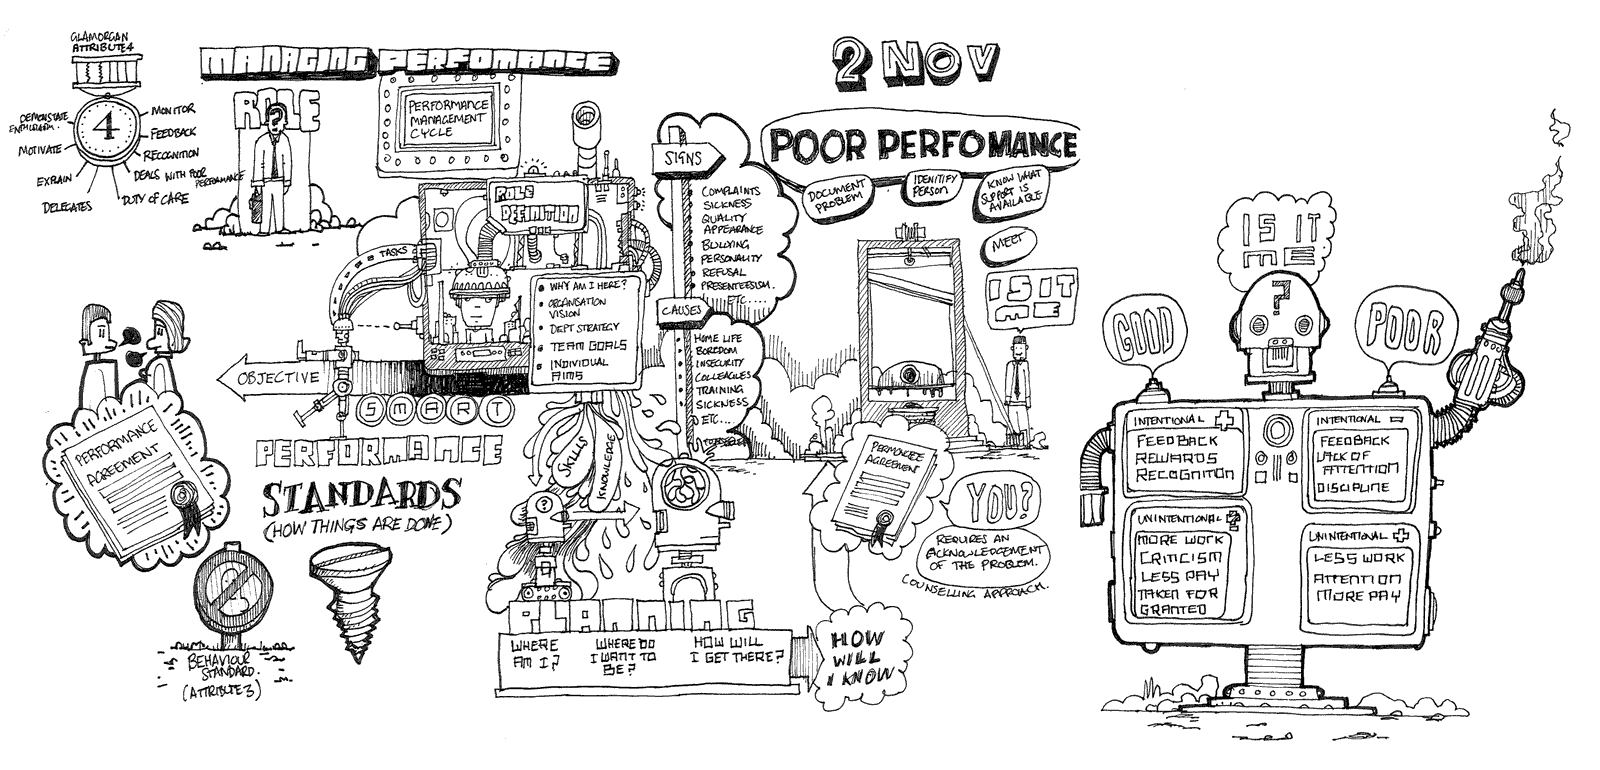 GLAMORGAN
ATTRIBUTE 4
4
DEMONSTATE
MOTIVATE
EXPLAIN
DELEGATES
MONITOR
FEEDBACK
RECOGNITION
DEALS WITH POOR
PERFORMANCE
DUTY OF CARE
MANAGING PERFOMANCE
ROLE
?
PERFORMANCE
MANAGEMENT
CYCLE
ROLE
DEFINITION
TASKS
WHY AM I HERE?
ORGANISATION
VISION
DEPT STRATEGY
TEAM GOALS
INDIVIDUAL
AIMS
OBJECTIVE
SMART
PERFORMANCE
STANDARDS
(HOW THINGS ARE DONE)
PERFORMANCE
AGREEMENT
BEHAVIOUR
STANDARD.
(ATTRIBUTE 3)
SKILLS
KNOWLEDGE
?
PLANNING
WHERE
AM I?
WHERE DO
I WANT TO
BE?
HOW WILL
I GET THERE?
HOW
WILL
I KNOW
SIGNS
COMPLAINTS
SICKNESS
QUALITY
APPEARANCE
BULLYING
PERSONALITY
REFUSAL
PRESENTEEISM.
ETC
CAUSES
HOME LIFE
BOREDOM
INSECURITY
COLLEAGUES
TRAINING
SICKNESS
ETC...
2 NOV
POOR PERFOMANCE
DOCUMENT
PROBLEM
IDENITIFY
PERSON
KNOW WHAT
SUPPORT IS
AVAILABLE
MEET
IS IT
ME
AGREEMENT
YOU?
REQUIRES AN
ACKNOWLEDGEMENT
OF THE PROBLEM.
COUNSELLING APPROACH.
IS IT
ME
?
GOOD
POOR
INTENTIONAL +
FEEDBACK
REWARDS
RECOGNITON
UNINTENTIONAL ?
MORE WORK
CRITICISM
LESS PAY
TAKEN FOR
GRANTED
INTENTIONAL -
FEEDBACK
LACK OF
ATTENTION
DISCIPLINE
UNINTENTIONAL +
LESS WORK
ATTENTION
MORE PAY